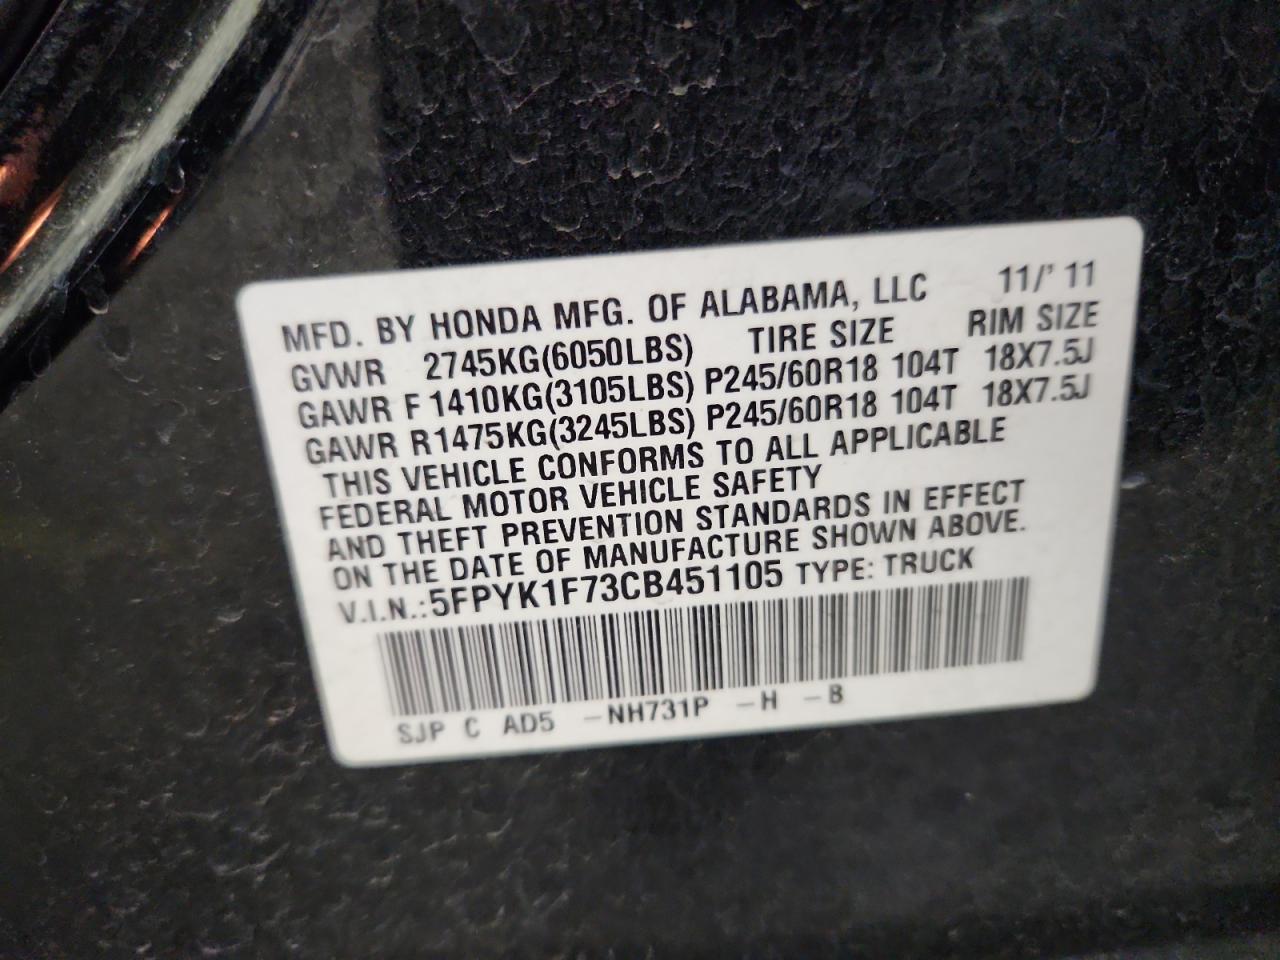 MFD. BY HONDA MFG. OF ALABAMA, LLC 11/'11
GVWR 2745KG(6050LBS) TIRE SIZE RIM SIZE
GAWR F 1410KG(3105LBS) P245/60R18 104T 18X7.5J
GAWR R1475KG(3245LBS) P245/60R18 104T 18X7.5J
THIS VEHICLE CONFORMS TO ALL APPLICABLE
FEDERAL MOTOR VEHICLE SAFETY
AND THEFT PREVENTION STANDARDS IN EFFECT
ON THE DATE OF MANUFACTURE SHOWN ABOVE.
V.I.N.:5FPYK1F73CB451105 TYPE: TRUCK
SJP C AD5 -NH731P -H -B